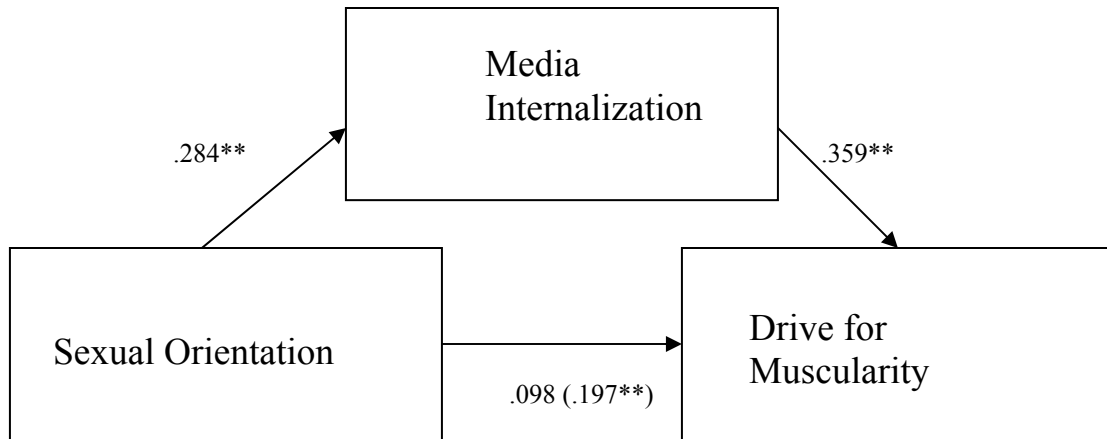 Media
Internalization
.284**
.359**
Sexual Orientation
Drive for
Muscularity
.098 (.197**)